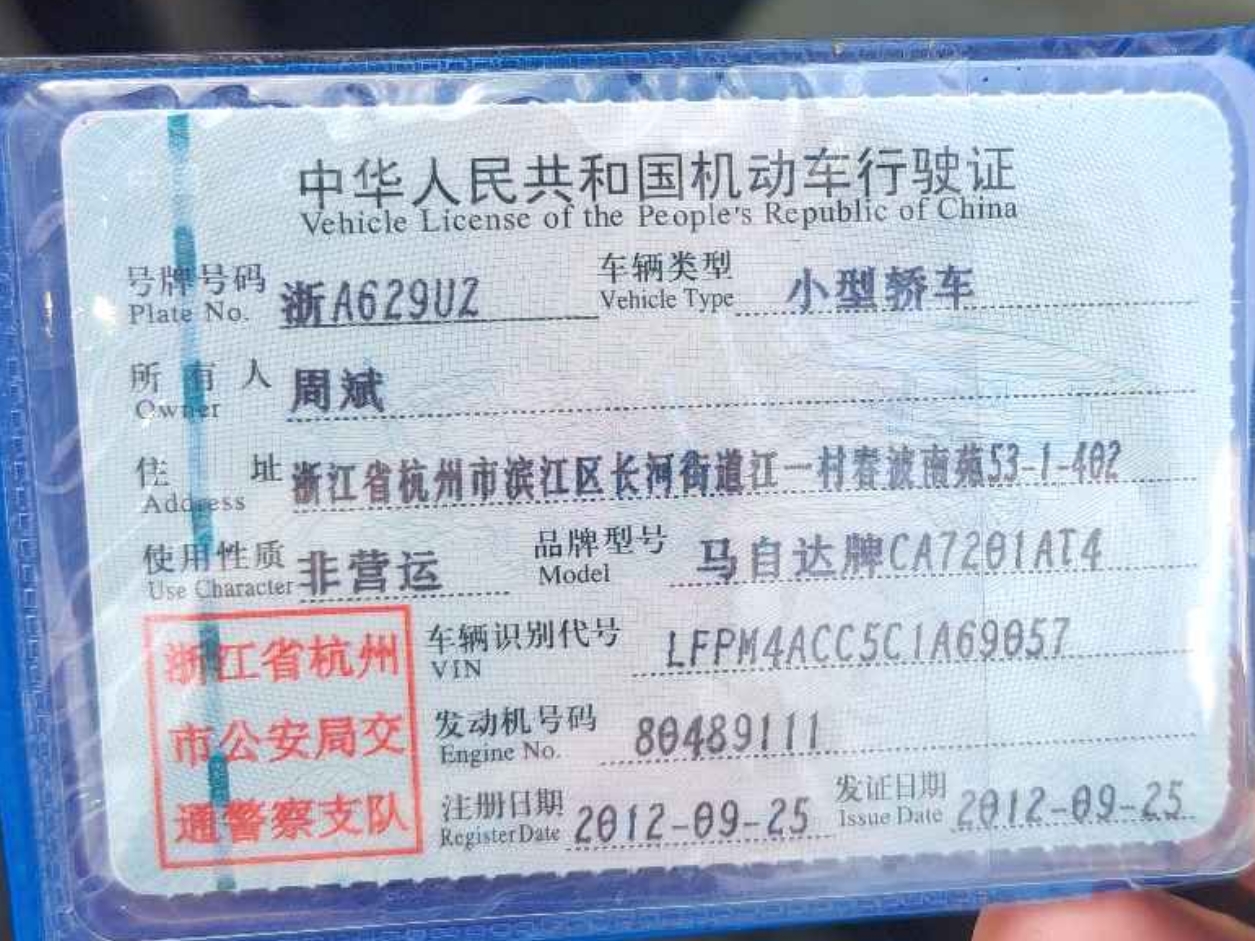 中华人民共和国机动车行驶证
Vehicle License of the People's Republic of China
号牌号码 浙A629UZ 车辆类型 小型轿车
Plate No. Vehicle Type
所有人 周斌
Owner
住址 浙江省杭州市滨江区长河街道江一村春波南苑53-1-402
Address
使用性质 非营运 品牌型号 马自达牌CA7201AT4
Use Character Model
浙江省杭州 车辆识别代号 LFPM4ACC5C1A69057
VIN
市公安局交 发动机号码 80489111
Engine No.
通警察支队 注册日期 2012-09-25 发证日期 2012-09-25
Register Date Issue Date